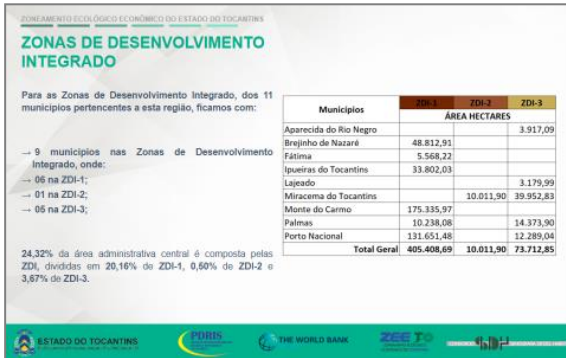 ZONEAMENTO ECOLÓGICO ECONÔMICO DO ESTADO DO TOCANTINS
ZONAS DE DESENVOLVIMENTO
INTEGRADO
Para as Zonas de Desenvolvimento Integrado, dos 11
municípios pertencentes a esta região, ficamos com:
→ 9 municípios nas Zonas de Desenvolvimento
Integrado, onde:
→ 06 na ZDI-1;
→ 01 na ZDI-2;
→ 05 na ZDI-3;
24,32% da área administrativa central é composta pelas
ZDI, divididas em 20,16% de ZDI-1, 0,50% de ZDI-2 e
3,67% de ZDI-3.
Municípios ZDI-1 ZDI-2 ZDI-3
ÁREA HECTARES
Aparecida do Rio Negro 3.917,09
Brejinho de Nazaré 48.812,91
Fátima 5.568,22
Ipueiras do Tocantins 33.802,03
Lajeado 3.179,99
Miracema do Tocantins 10.011,90 39.952,83
Monte do Carmo 175.335,97
Palmas 10.238,08 14.373,90
Porto Nacional 131.651,48 12.289,04
Total Geral 405.408,69 10.011,90 73.712,85
ESTADO DO TOCANTINS
PDRIS
THE WORLD BANK
ZEE TO